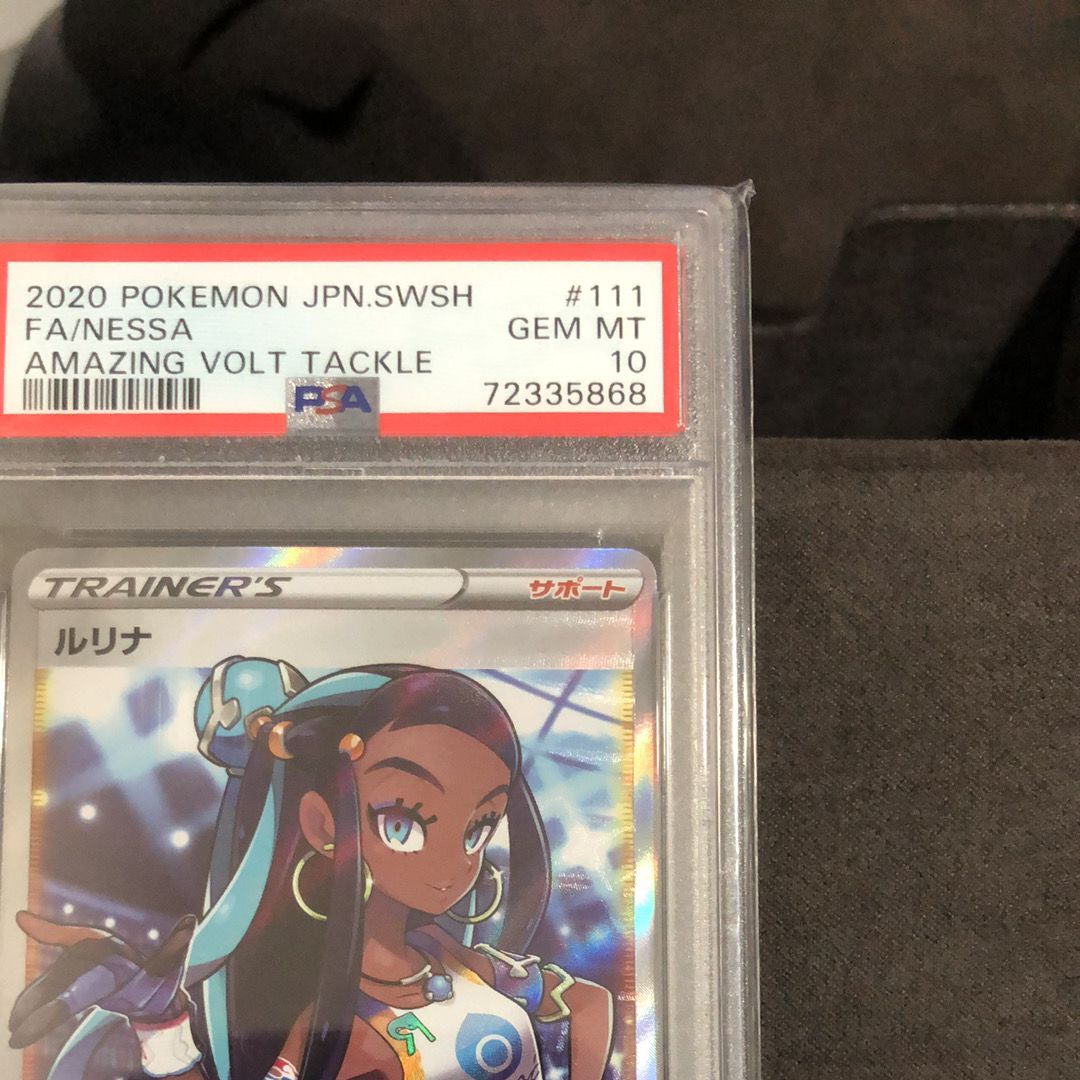 2020 POKEMON JPN.SWSH #111
FA/NESSA GEM MT
AMAZING VOLT TACKLE 10
PSA 72335868
TRAINER'S サポート
ルリナ